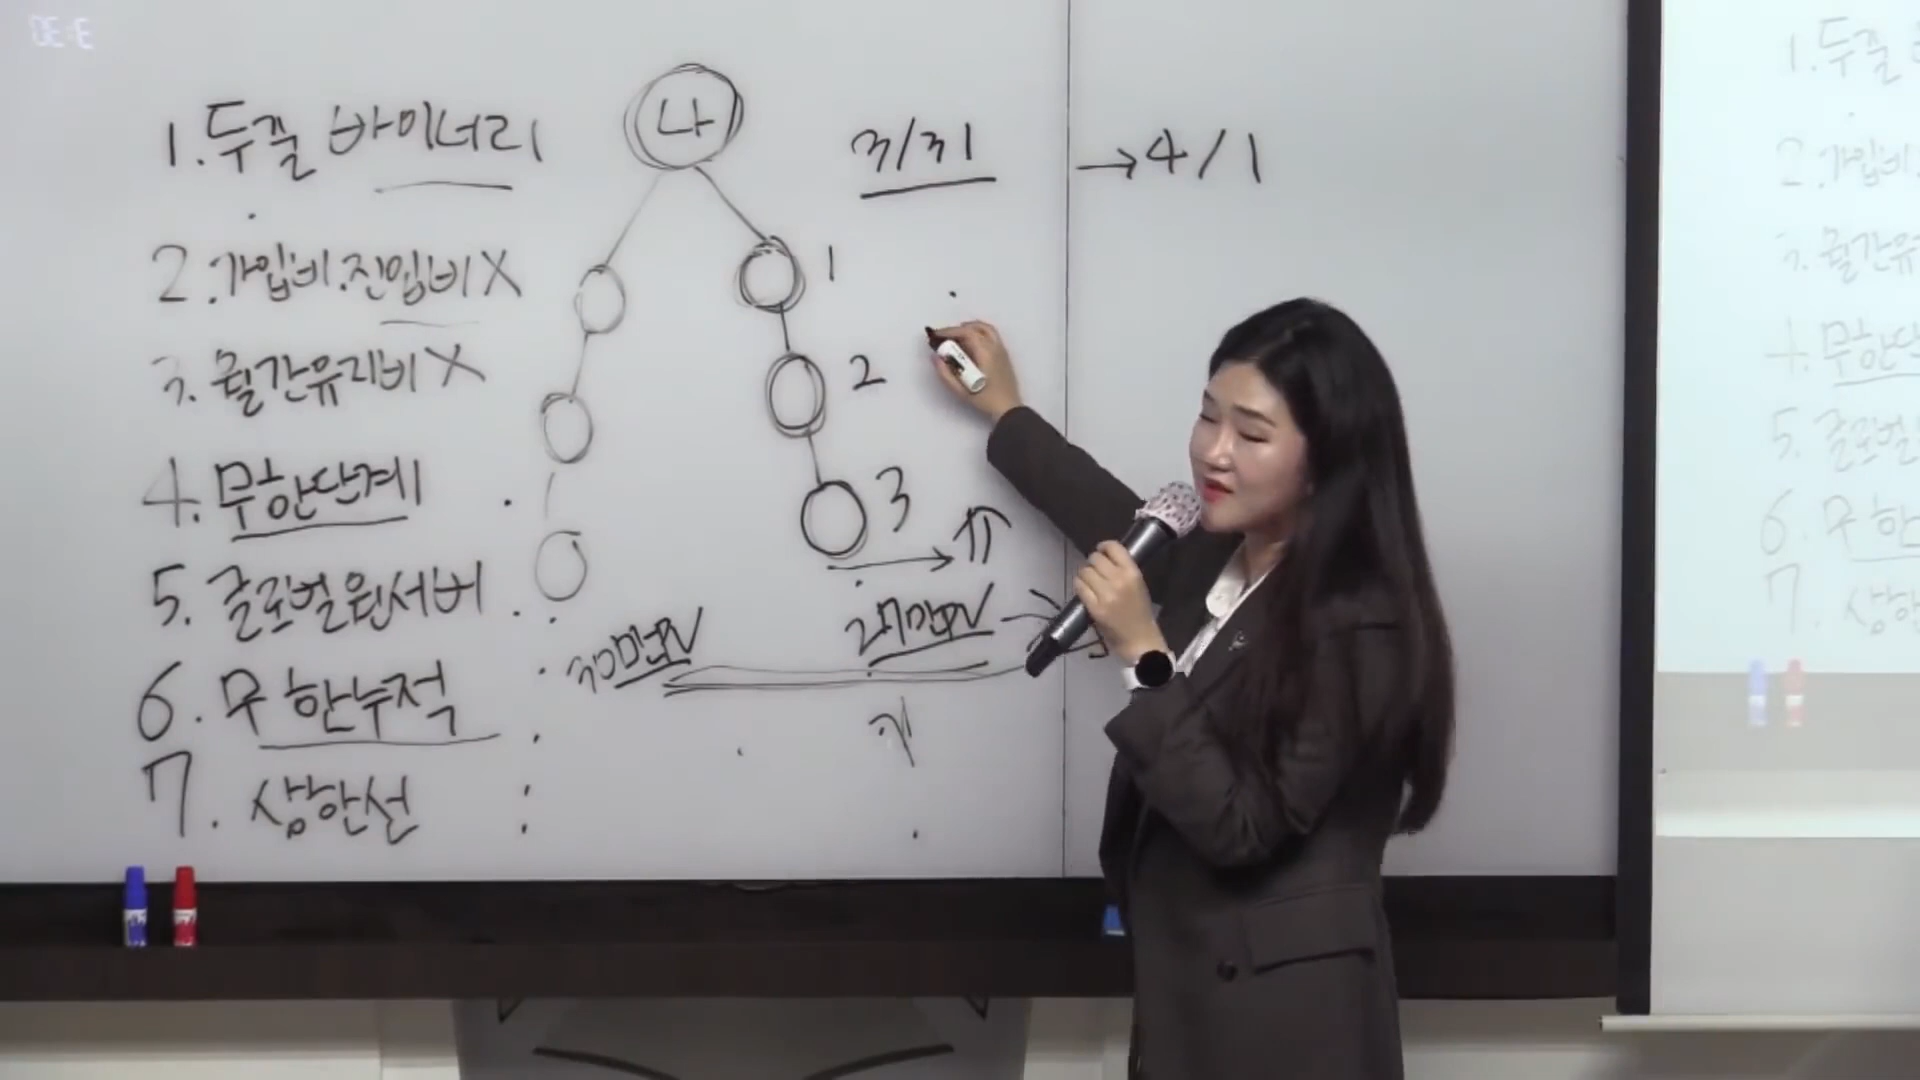 1. 두줄 바이너리
2. 가입비. 진입비 X
3. 월간유지비 X
4. 무한단계
5. 글로벌원서버
6. 무한누적
7. 상한선
나
3/31 → 4/1
1
2
3
30만PV
27만PV
1. 두줄
2. 가입비.
3. 월간유
4. 무한단
5. 글로벌
6. 무한
7. 상한